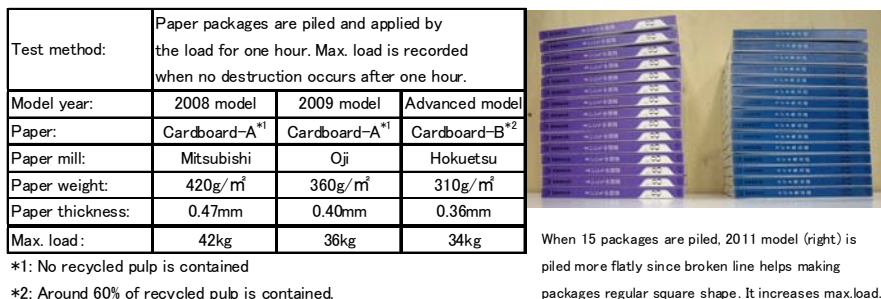 Test method:
Paper packages are piled and applied by
the load for one hour. Max. load is recorded
when no destruction occurs after one hour.
Model year: 2008 model 2009 model Advanced model
Paper: Cardboard-A*1 Cardboard-A*1 Cardboard-B*2
Paper mill: Mitsubishi Oji Hokuetsu
Paper weight: 420g/㎡ 360g/㎡ 310g/㎡
Paper thickness: 0.47mm 0.40mm 0.36mm
Max. load: 42kg 36kg 34kg
*1: No recycled pulp is contained
*2: Around 60% of recycled pulp is contained.
When 15 packages are piled, 2011 model (right) is
piled more flatly since broken line helps making
packages regular square shape. It increases max.load.